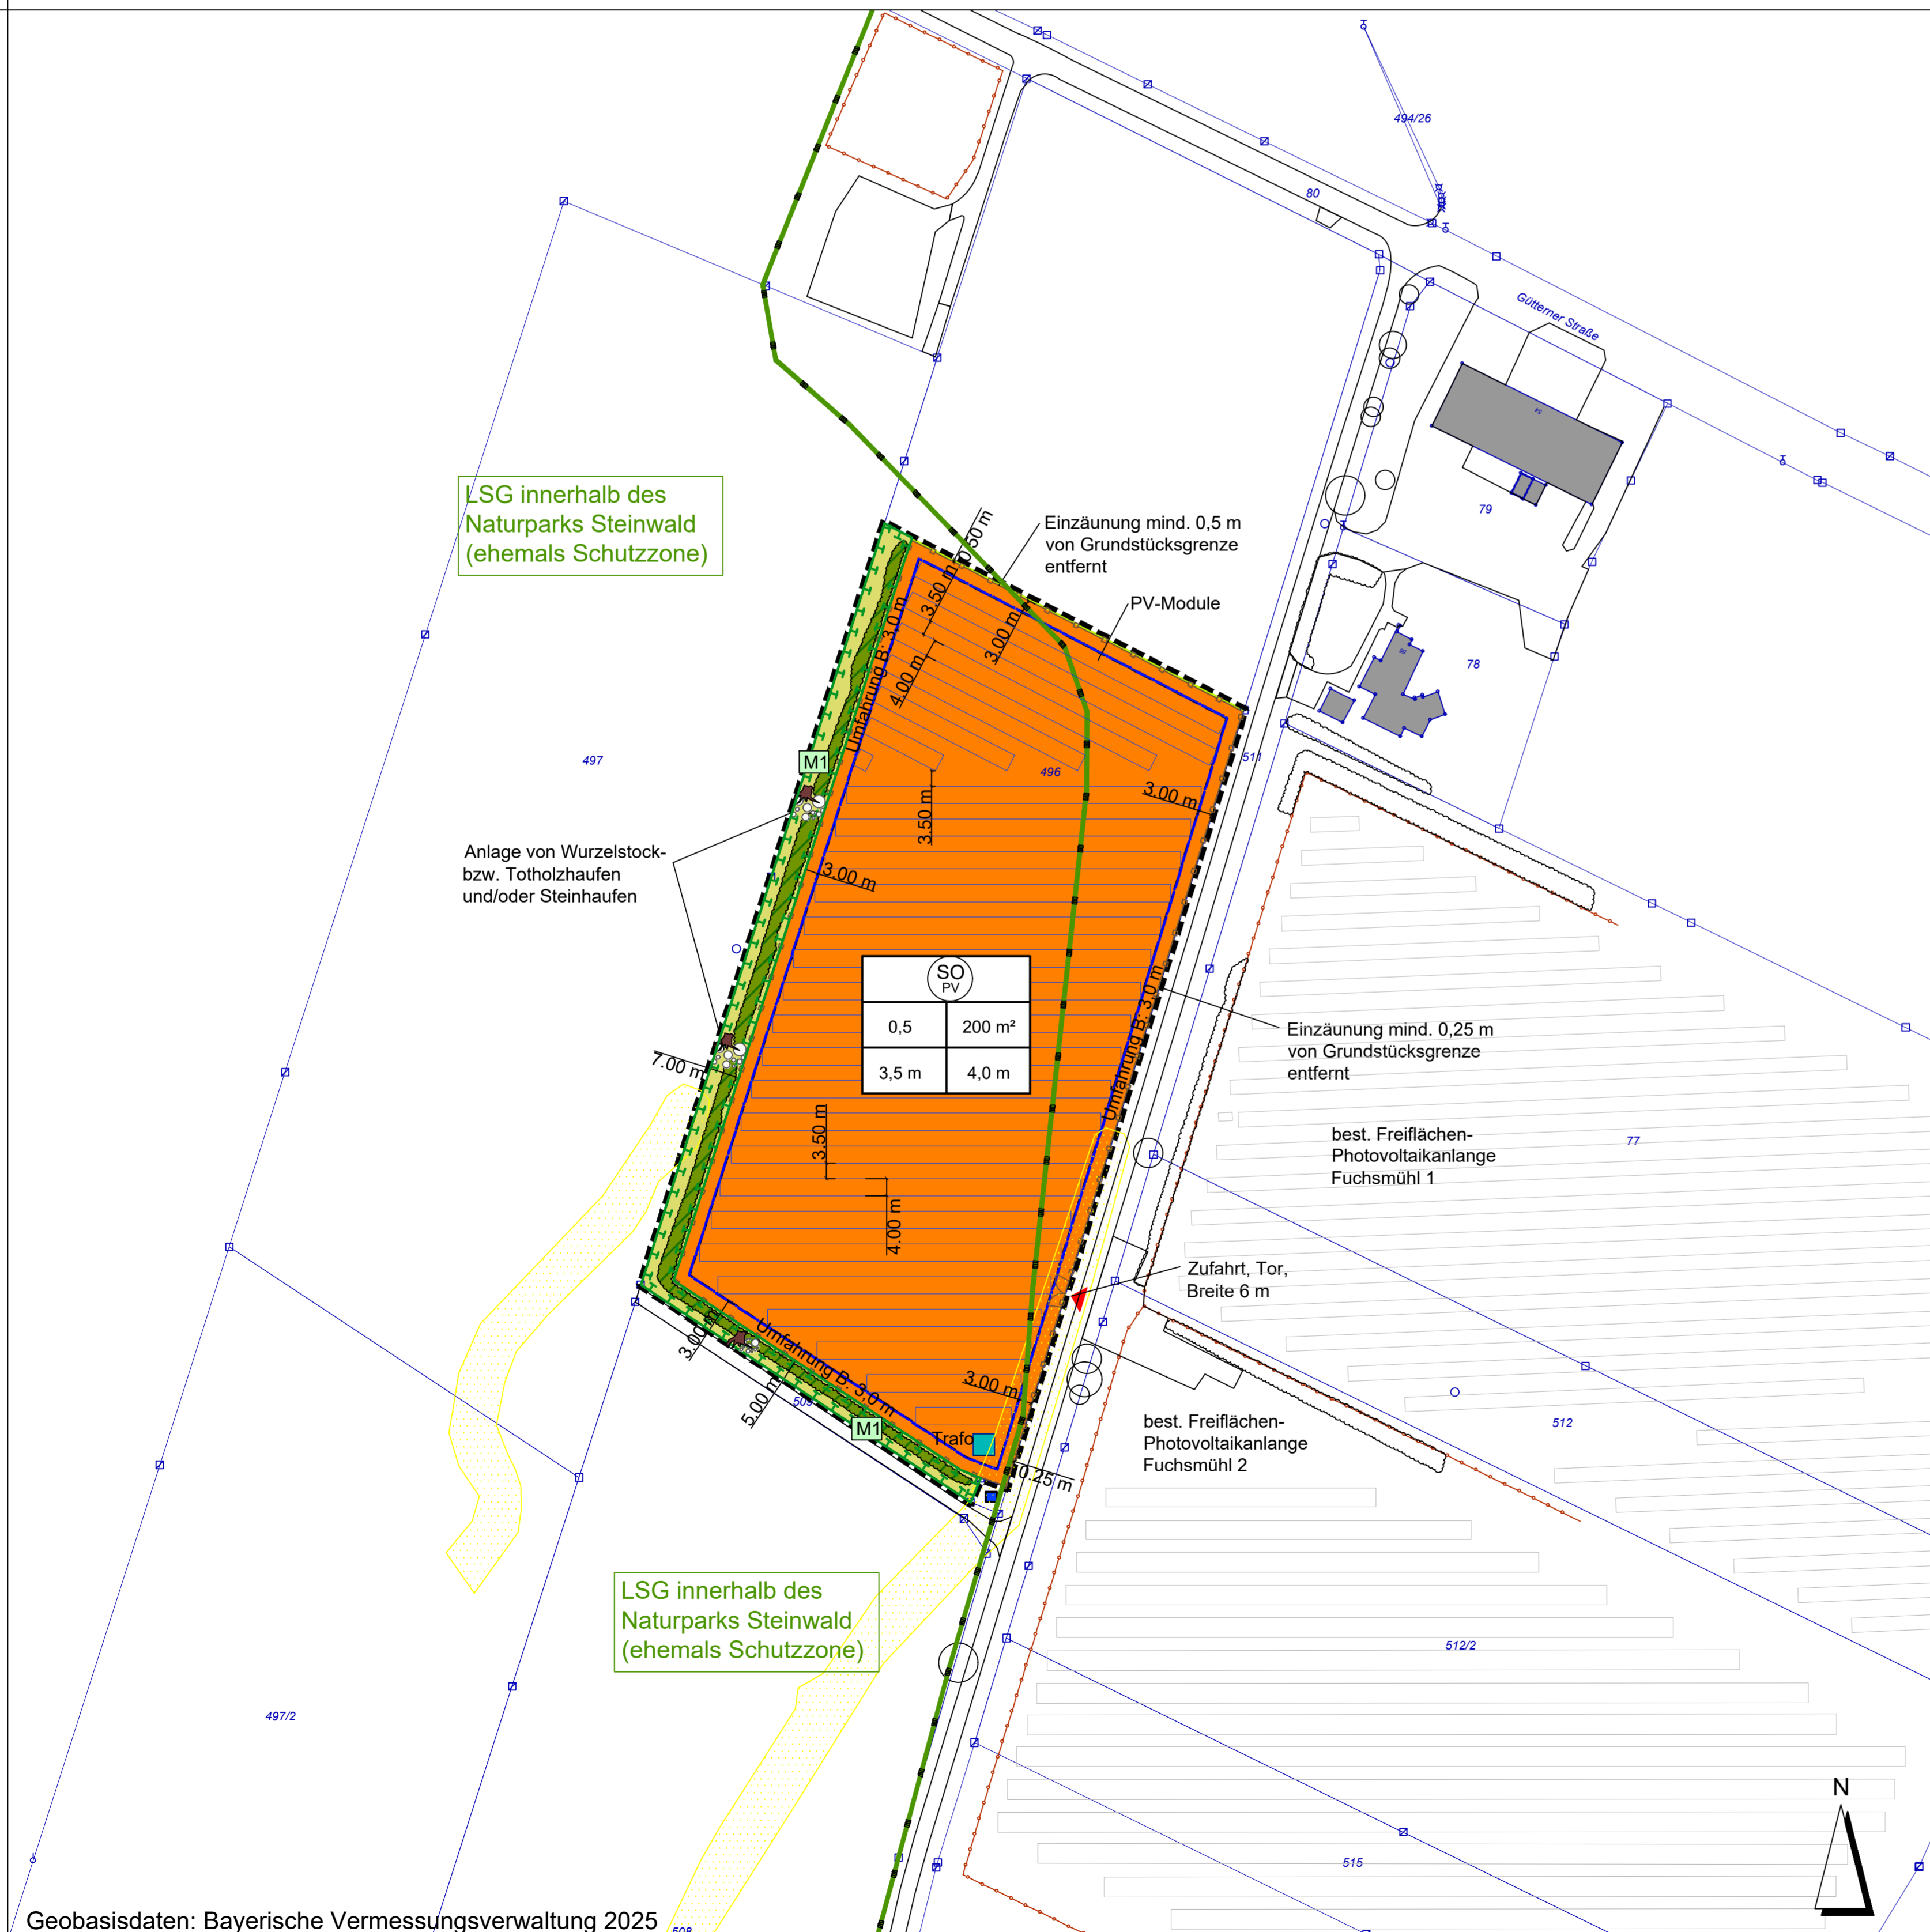 494/26
80
Gütterner Straße
54
79
LSG innerhalb des
Naturparks Steinwald
(ehemals Schutzzone)
0.50 m
Einzäunung mind. 0,5 m
von Grundstücksgrenze
entfernt
3.50 m
PV-Module
3.00 m
Umfahrung B: 3,0 m
4.00 m
78
497
M1
496
511
3.00 m
3.50 m
Anlage von Wurzelstock-
bzw. Totholzhaufen
und/oder Steinhaufen
3.00 m
SO
PV
0,5
200 m²
3,5 m
4,0 m
Umfahrung B: 3,0 m
Einzäunung mind. 0,25 m
von Grundstücksgrenze
entfernt
7.00 m
3.50 m
best. Freiflächen-
Photovoltaikanlange
Fuchsmühl 1
77
4.00 m
Zufahrt, Tor,
Breite 6 m
3.00 m
Umfahrung B: 3,0 m
3.00 m
5.00 m
509
M1
Trafo
0.25 m
best. Freiflächen-
Photovoltaikanlange
Fuchsmühl 2
512
LSG innerhalb des
Naturparks Steinwald
(ehemals Schutzzone)
512/2
497/2
N
515
Geobasisdaten: Bayerische Vermessungsverwaltung 2025
508